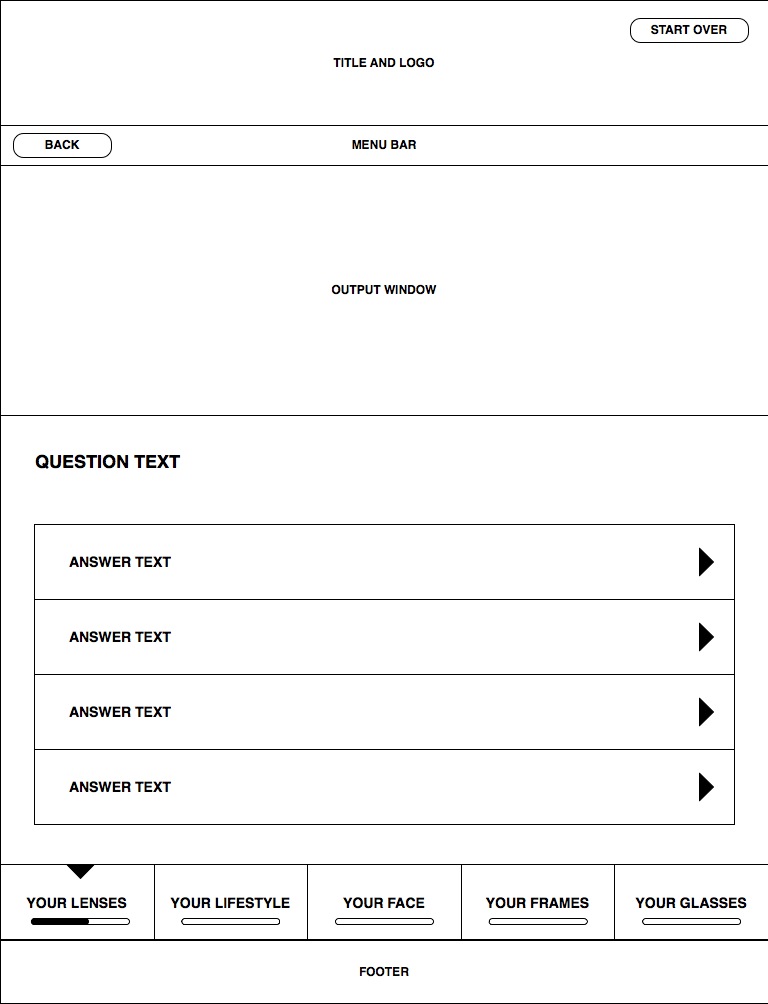 START OVER
TITLE AND LOGO
BACK
MENU BAR
OUTPUT WINDOW
QUESTION TEXT
ANSWER TEXT
ANSWER TEXT
ANSWER TEXT
ANSWER TEXT
YOUR LENSES
YOUR LIFESTYLE
YOUR FACE
YOUR FRAMES
YOUR GLASSES
FOOTER